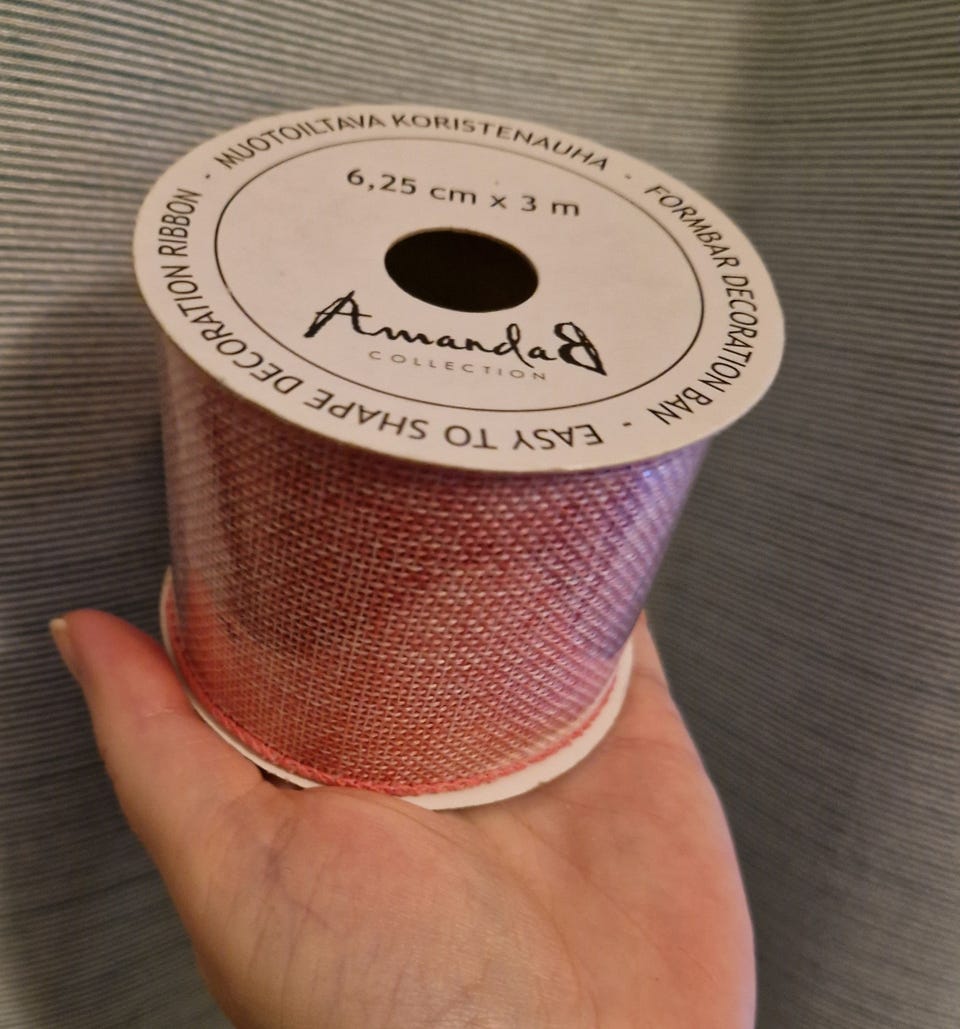 MUOTOILTAVA KORISTENAUHA - FORMBAR DECORATION BAN - EASY TO SHAPE DECORATION RIBBON -
6,25 cm x 3 m
AmandaB
COLLECTION